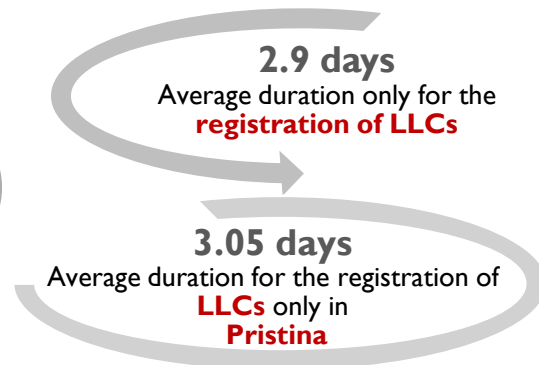 2.9 days
Average duration only for the
registration of LLCs
3.05 days
Average duration for the registration of
LLCs only in
Pristina